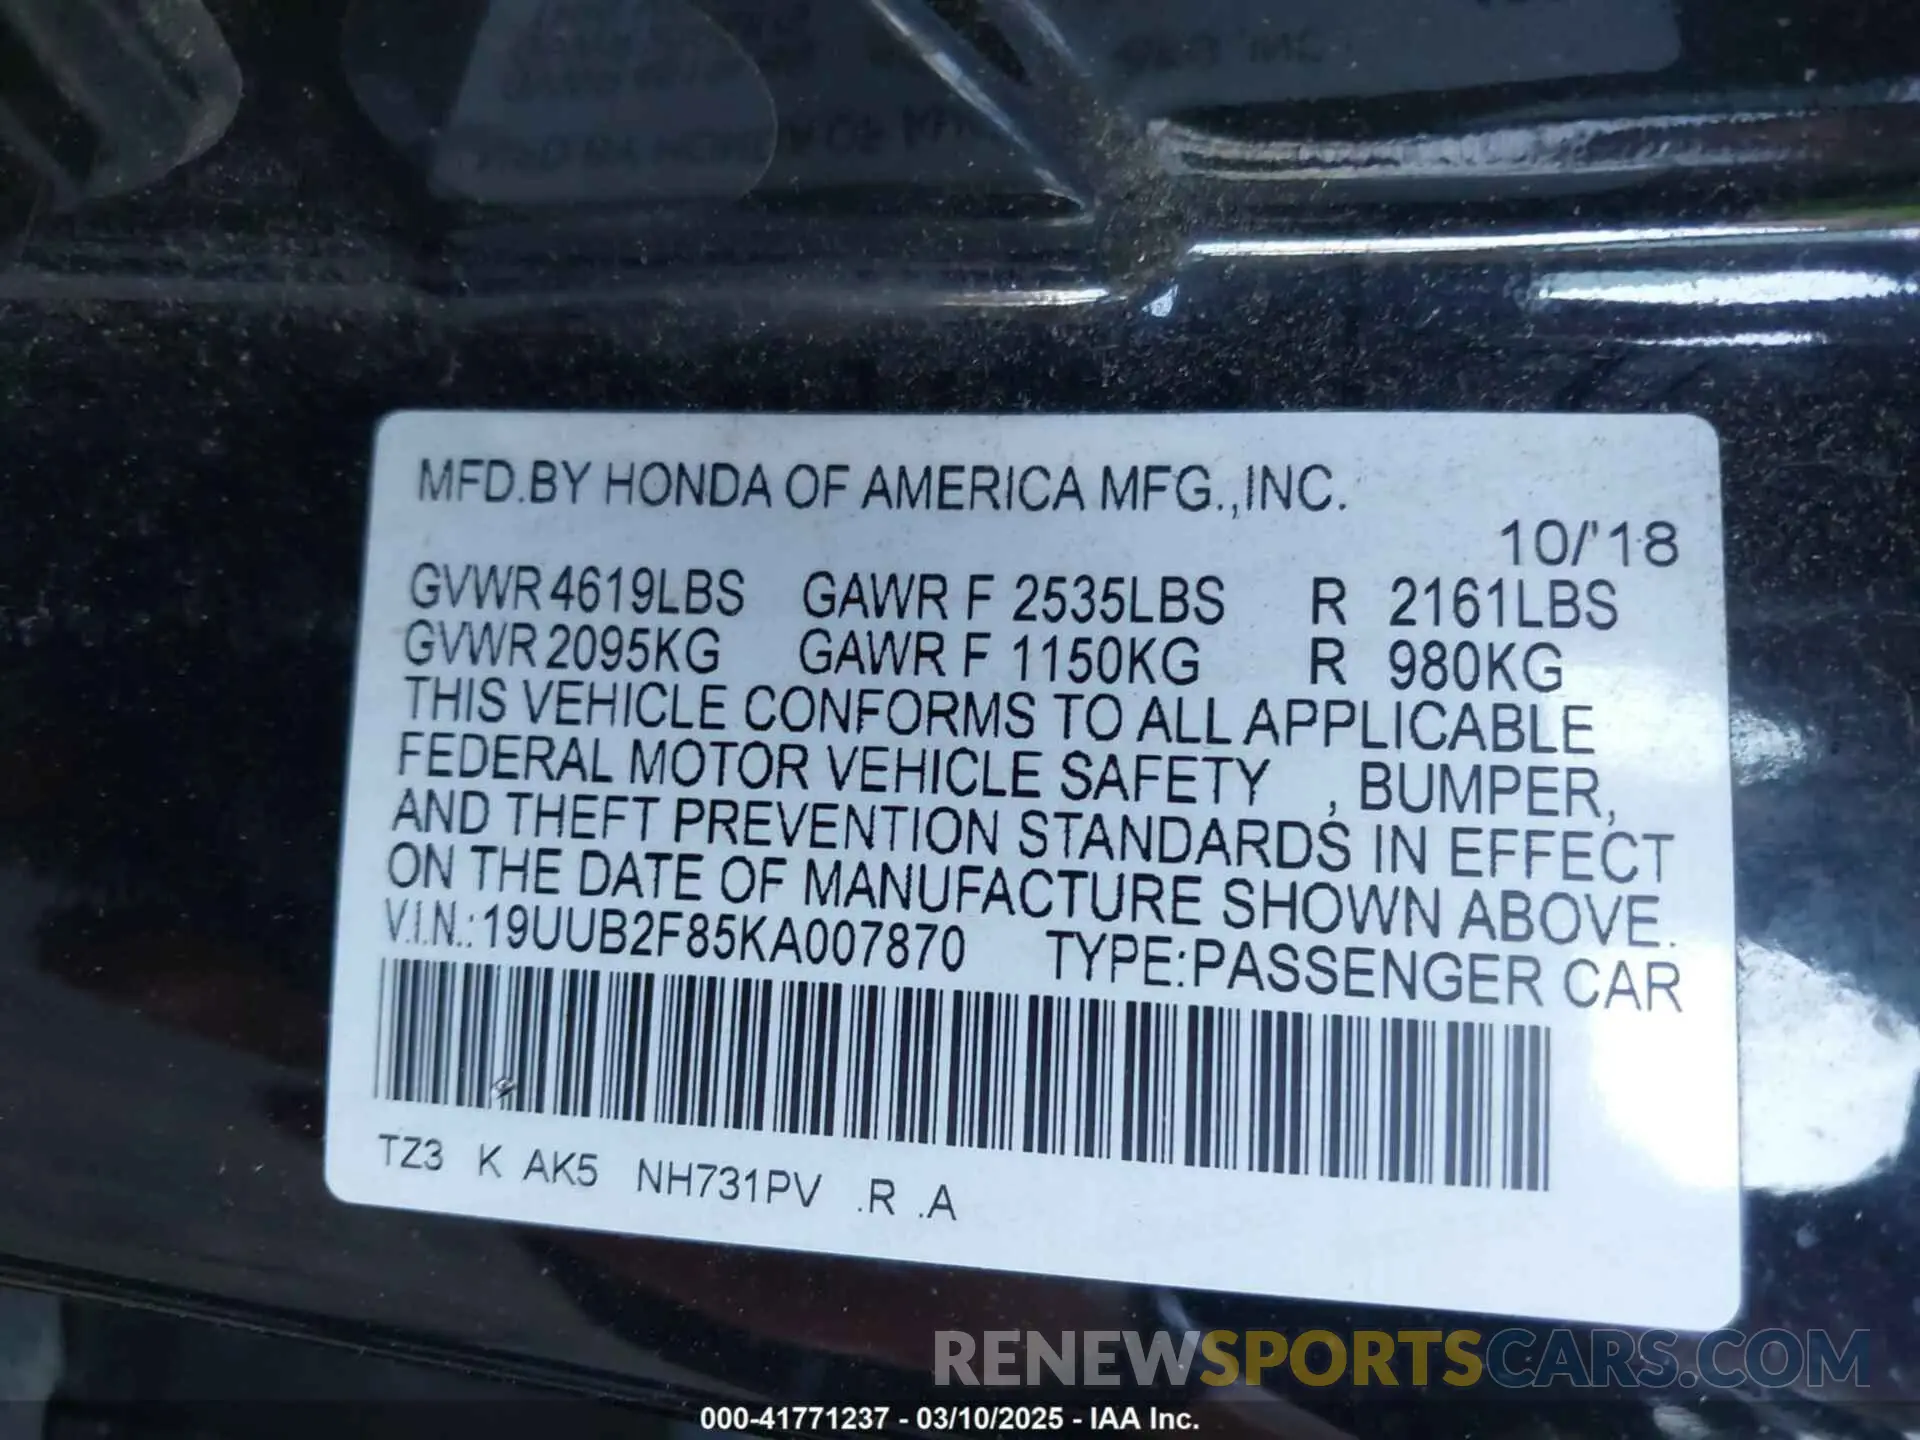 MFD.BY HONDA OF AMERICA MFG.,INC.
10/'18
GVWR 4619LBS GAWR F 2535LBS R 2161LBS
GVWR 2095KG GAWR F 1150KG R 980KG
THIS VEHICLE CONFORMS TO ALL APPLICABLE
FEDERAL MOTOR VEHICLE SAFETY , BUMPER,
AND THEFT PREVENTION STANDARDS IN EFFECT
ON THE DATE OF MANUFACTURE SHOWN ABOVE.
V.I.N.: 19UUB2F85KA007870 TYPE:PASSENGER CAR
TZ3 K AK5 NH731PV .R .A
RENEWSPORTSCARS.COM
000-41771237 - 03/10/2025 - IAA Inc.